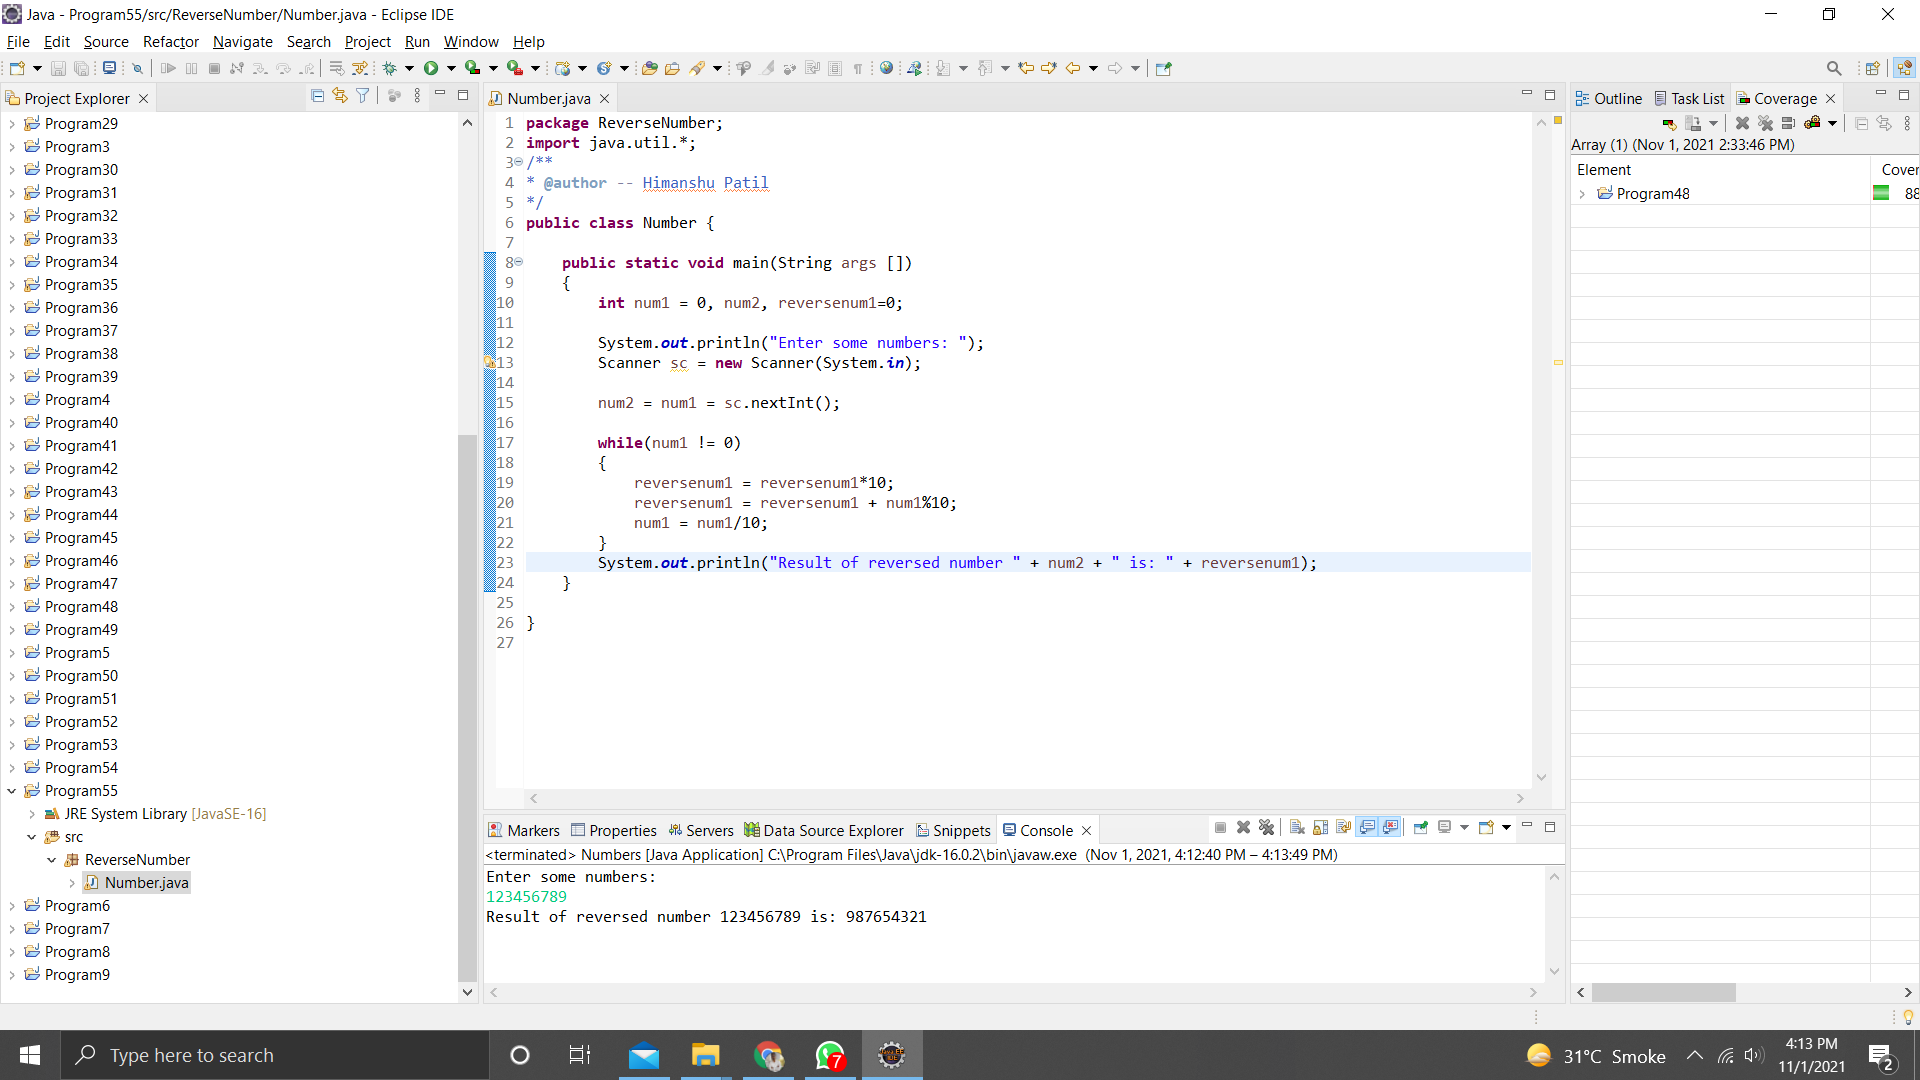 Java - Program55/src/ReverseNumber/Number.java - Eclipse IDE
File Edit Source Refactor Navigate Search Project Run Window Help
Project Explorer
Program29
Program3
Program30
Program31
Program32
Program33
Program34
Program35
Program36
Program37
Program38
Program39
Program4
Program40
Program41
Program42
Program43
Program44
Program45
Program46
Program47
Program48
Program49
Program5
Program50
Program51
Program52
Program53
Program54
Program55
JRE System Library [JavaSE-16]
src
ReverseNumber
Number.java
Program6
Program7
Program8
Program9
Number.java
1 package ReverseNumber;
2 import java.util.*;
3 /**
4 * @author -- Himanshu Patil
5 */
6 public class Number {
7
8 public static void main(String args [])
9 {
10 int num1 = 0, num2, reversenum1=0;
11
12 System.out.println("Enter some numbers: ");
13 Scanner sc = new Scanner(System.in);
14
15 num2 = num1 = sc.nextInt();
16
17 while(num1 != 0)
18 {
19 reversenum1 = reversenum1*10;
20 reversenum1 = reversenum1 + num1%10;
21 num1 = num1/10;
22 }
23 System.out.println("Result of reversed number " + num2 + " is: " + reversenum1);
24 }
25
26 }
27
Outline Task List Coverage
Array (1) (Nov 1, 2021 2:33:46 PM)
Element Cover
Program48 88
Markers Properties Servers Data Source Explorer Snippets Console
<terminated> Numbers [Java Application] C:\Program Files\Java\jdk-16.0.2\bin\javaw.exe (Nov 1, 2021, 4:12:40 PM – 4:13:49 PM)
Enter some numbers:
123456789
Result of reversed number 123456789 is: 987654321
Type here to search
7
31°C Smoke
4:13 PM
11/1/2021
2